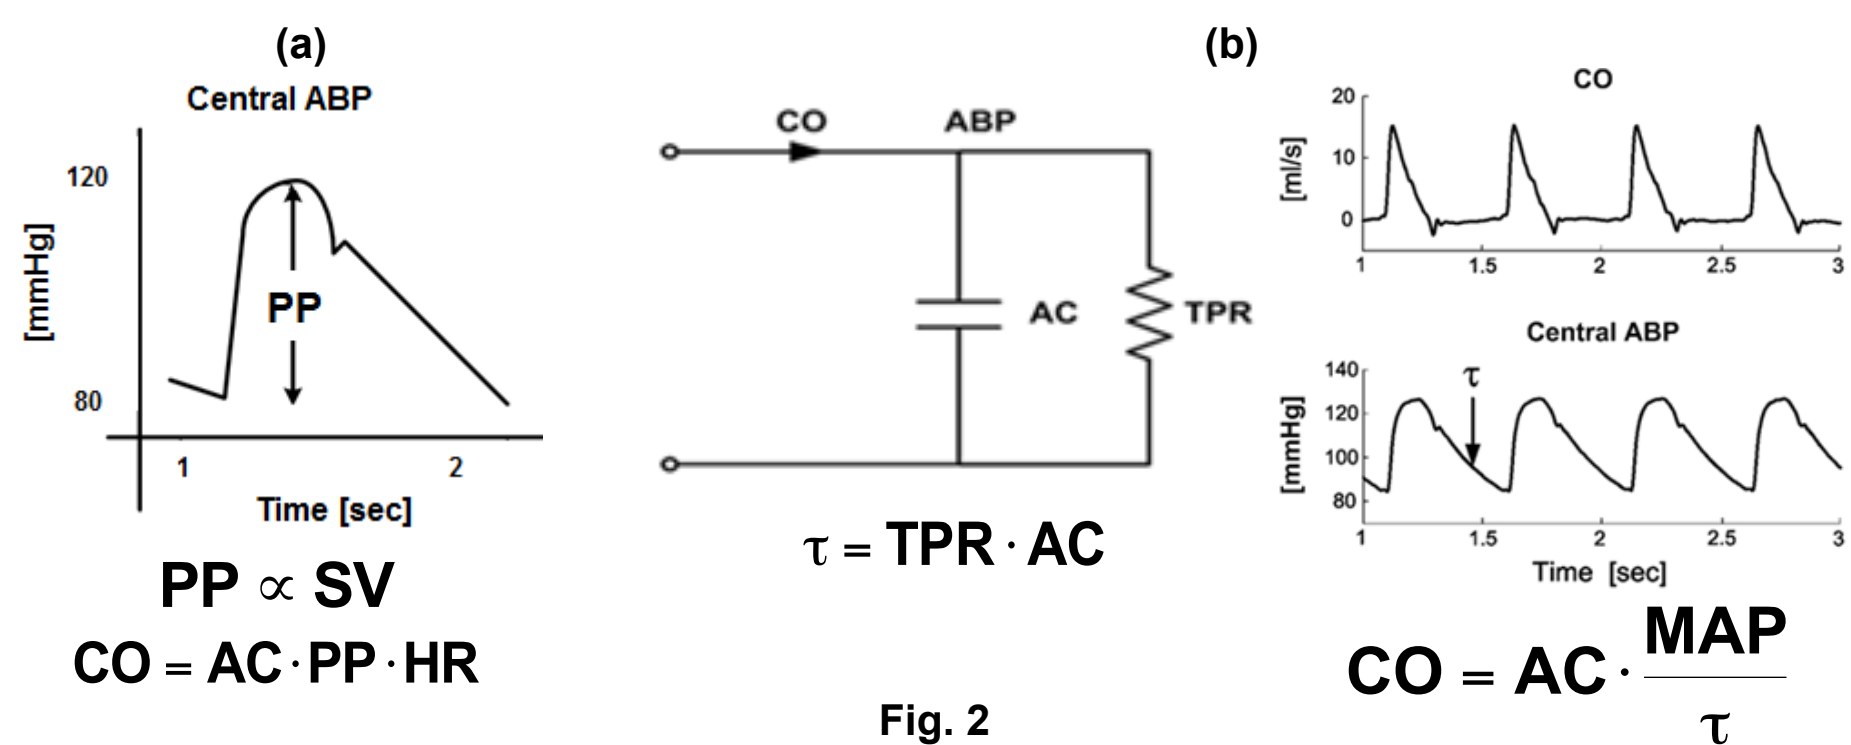 (a)
Central ABP
120
[mmHg]
PP
80
1 2
Time [sec]
PP ∝ SV
CO = AC · PP · HR
CO ABP
AC TPR
τ = TPR · AC
(b)
CO
20
10
0
[ml/s]
1 1.5 2 2.5 3
Central ABP
140
120
100
80
[mmHg]
τ
1 1.5 2 2.5 3
Time [sec]
CO = AC · MAP / τ
Fig. 2